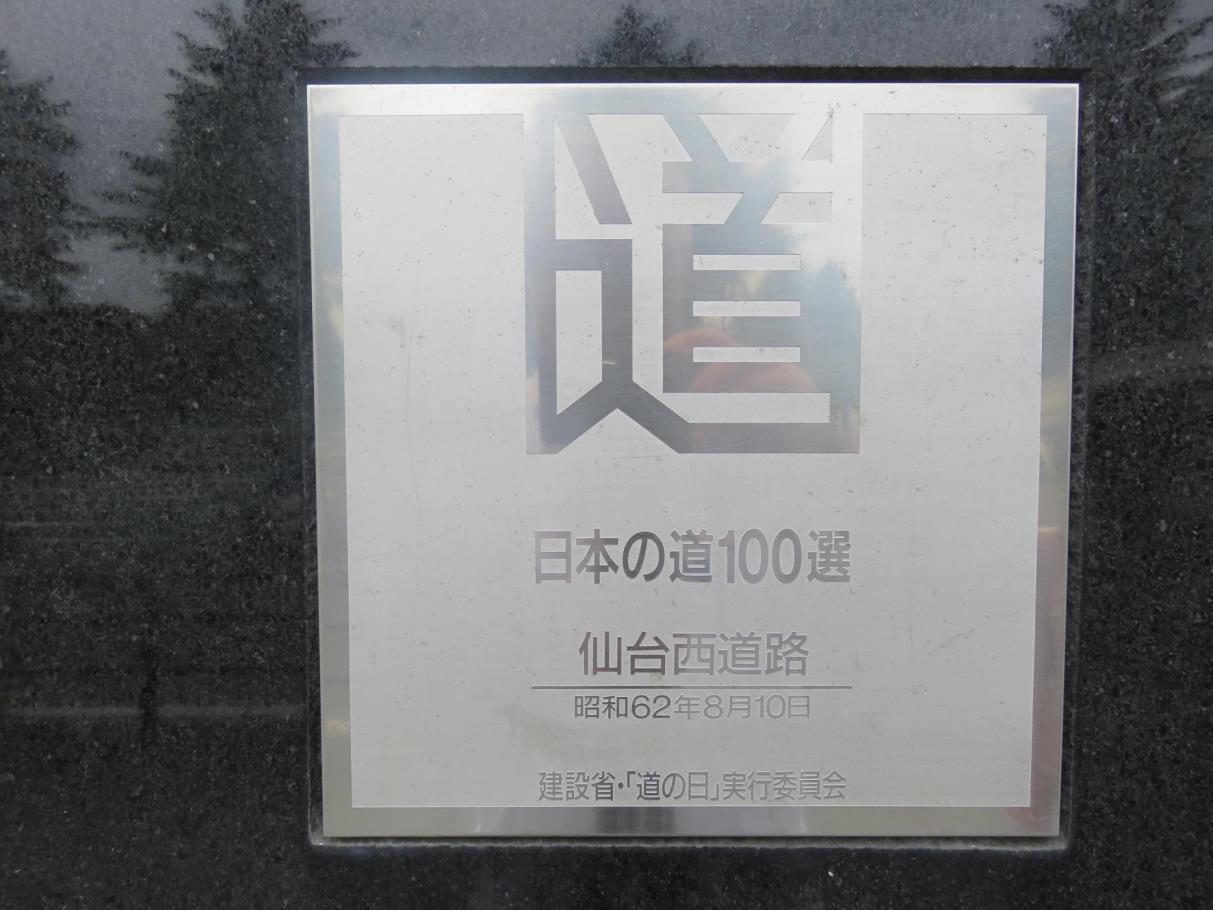 道
日本の道100選
仙台西道路
昭和62年8月10日
建設省・「道の日」実行委員会